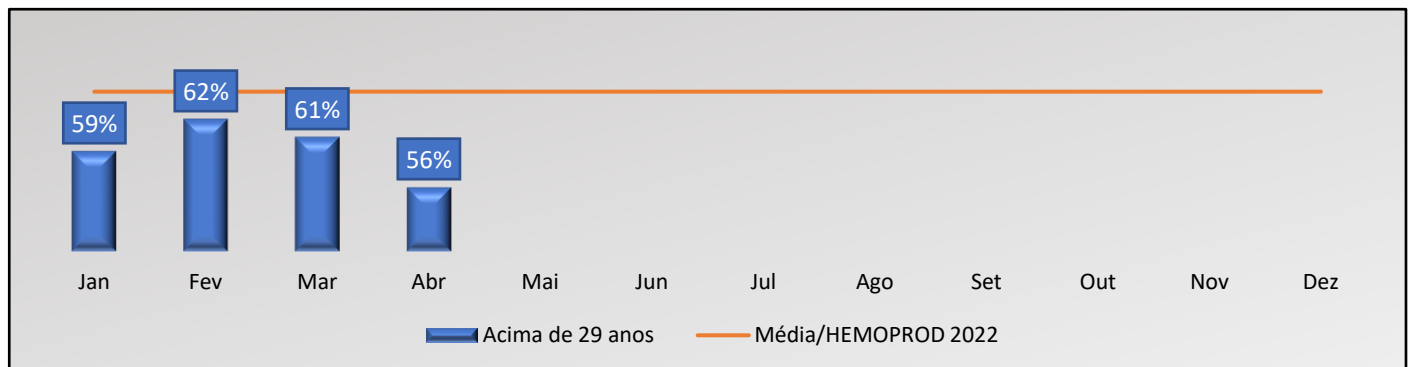 59%
62%
61%
56%
Jan Fev Mar Abr Mai Jun Jul Ago Set Out Nov Dez
Acima de 29 anos Média/HEMOPROD 2022